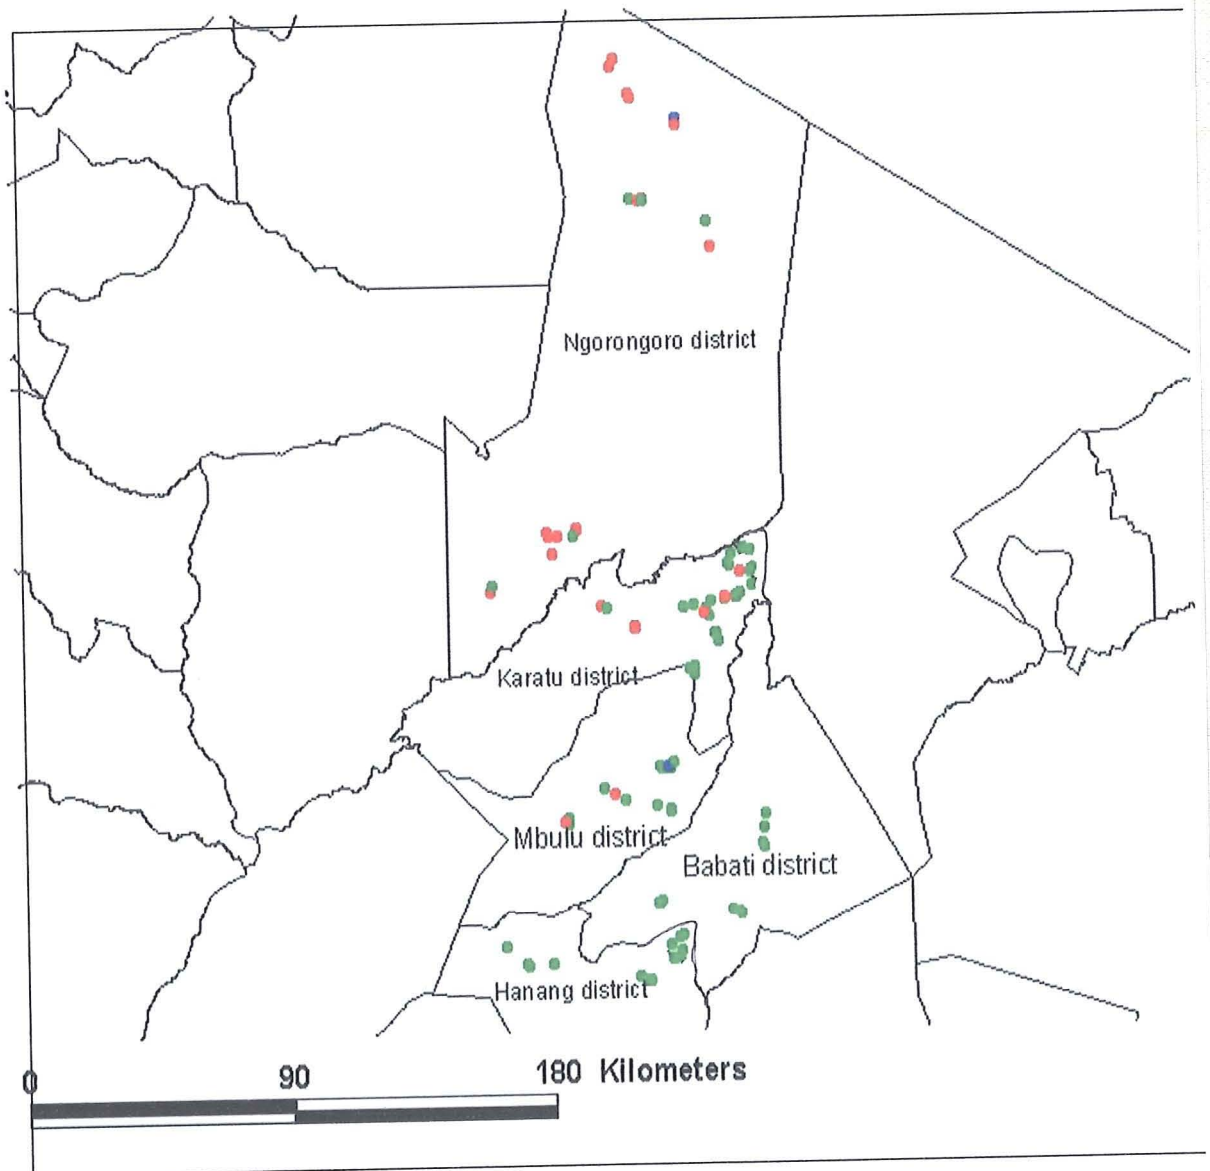 Ngorongoro district
Karatu district
Mbulu district
Babati district
Hanang district
0 90 180 Kilometers